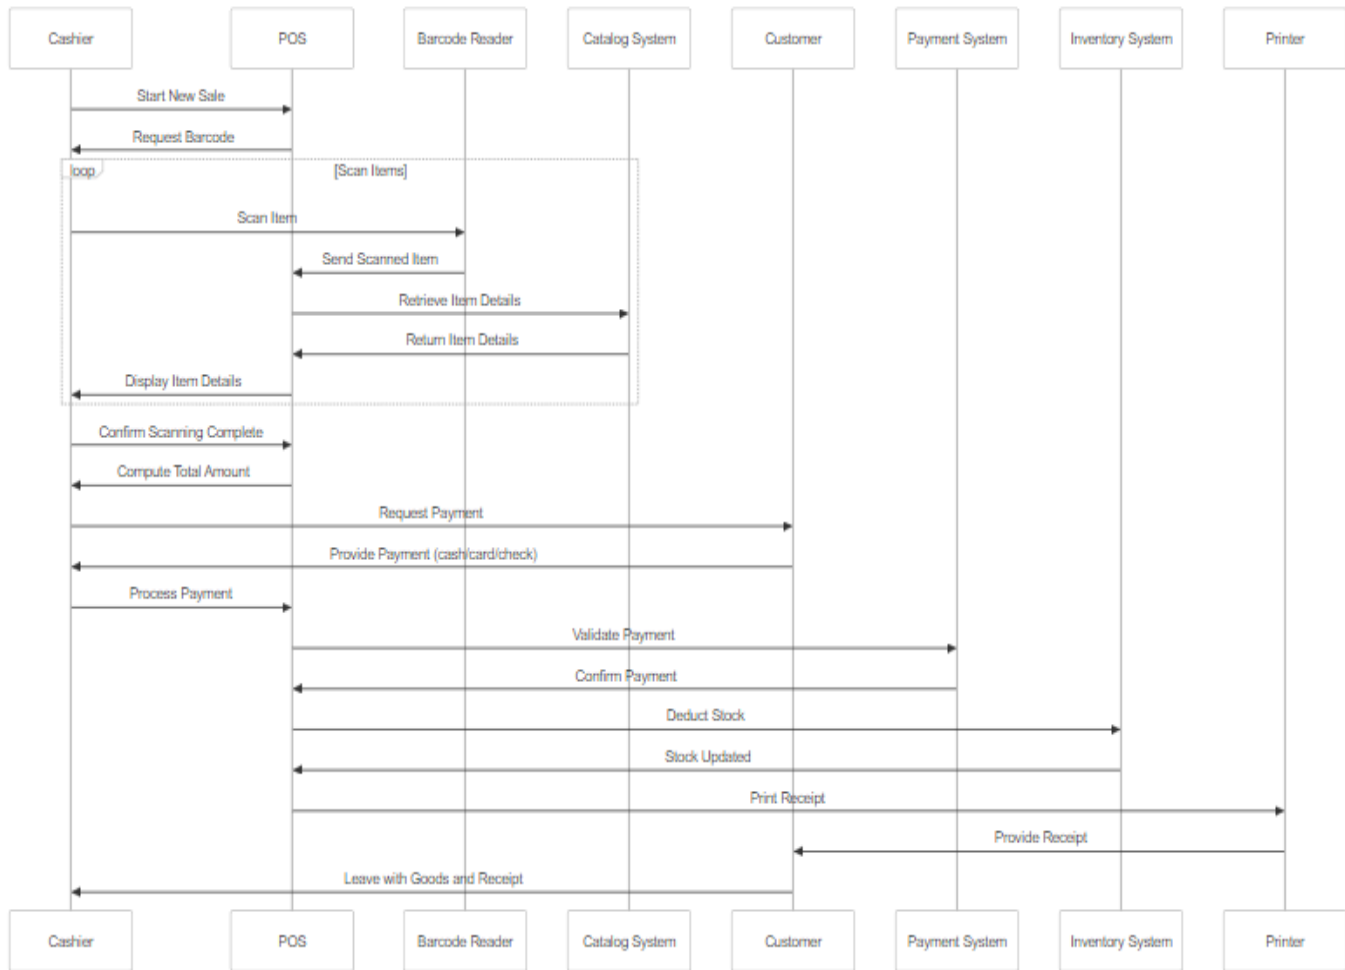 Cashier
POS
Barcode Reader
Catalog System
Customer
Payment System
Inventory System
Printer
Start New Sale
Request Barcode
loop
[Scan Items]
Scan Item
Send Scanned Item
Retrieve Item Details
Return Item Details
Display Item Details
Confirm Scanning Complete
Compute Total Amount
Request Payment
Provide Payment (cash/card/check)
Process Payment
Validate Payment
Confirm Payment
Deduct Stock
Stock Updated
Print Receipt
Provide Receipt
Leave with Goods and Receipt
Cashier
POS
Barcode Reader
Catalog System
Customer
Payment System
Inventory System
Printer